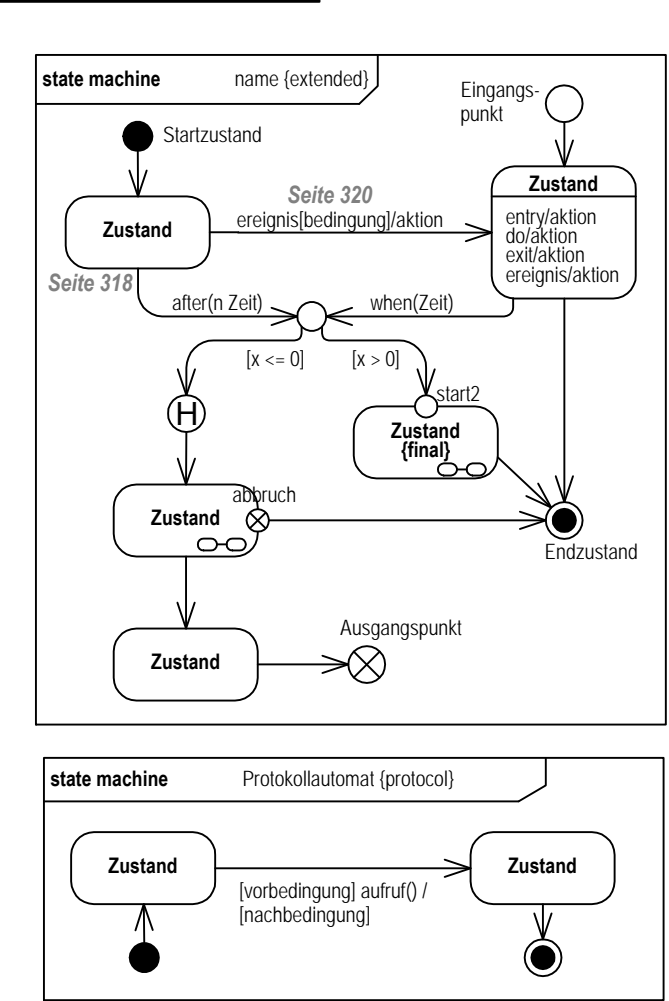 state machine name {extended}
Eingangs-
punkt
Startzustand
Zustand
Seite 320
ereignis[bedingung]/aktion
Zustand
entry/aktion
do/aktion
exit/aktion
ereignis/aktion
Seite 318
after(n Zeit)
when(Zeit)
[x <= 0]
[x > 0]
H
start2
Zustand
{final}
abbruch
Zustand
Endzustand
Ausgangspunkt
Zustand
state machine Protokollautomat {protocol}
Zustand
Zustand
[vorbedingung] aufruf() /
[nachbedingung]